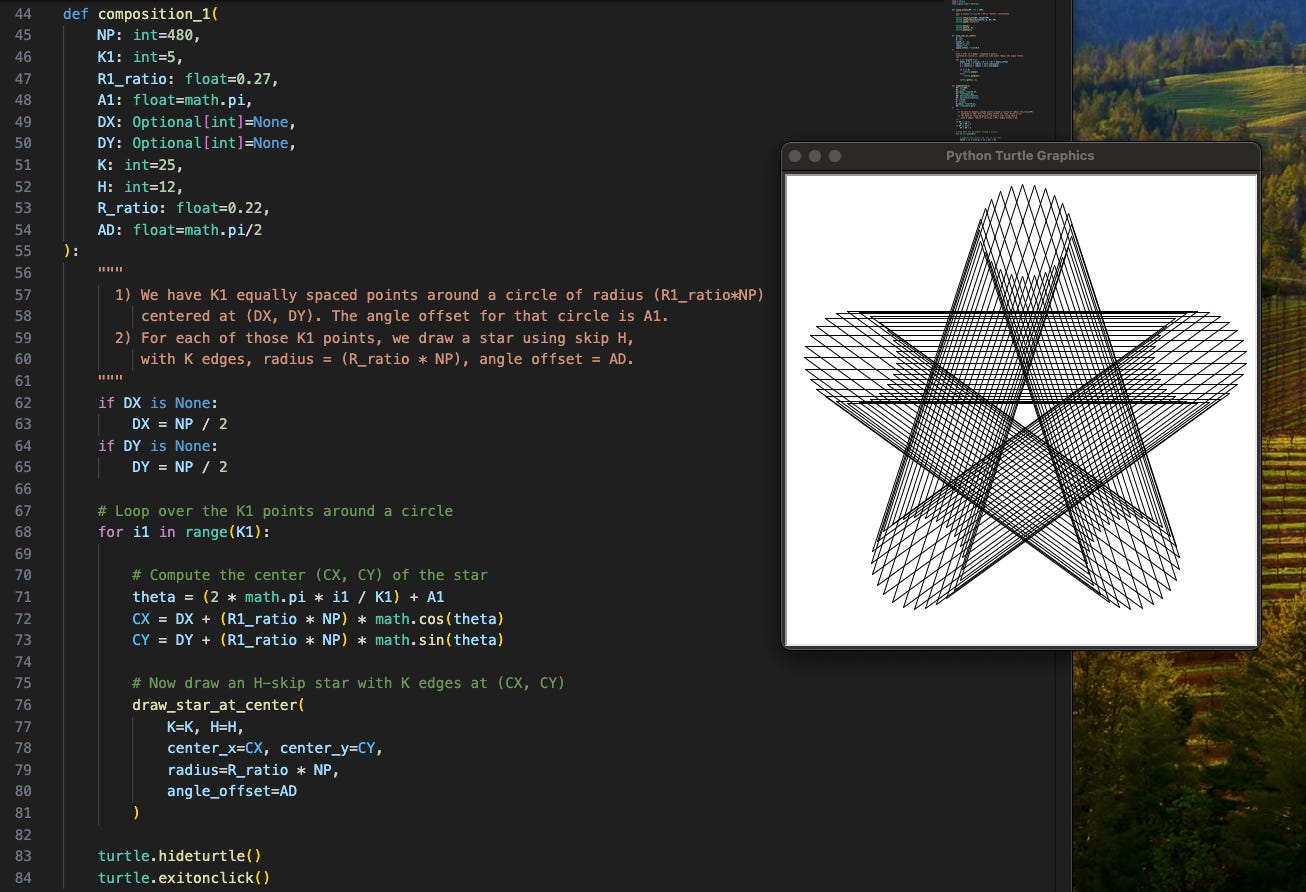 44 def composition_1(
45 NP: int=480,
46 K1: int=5,
47 R1_ratio: float=0.27,
48 A1: float=math.pi,
49 DX: Optional[int]=None,
50 DY: Optional[int]=None,
51 K: int=25,
52 H: int=12,
53 R_ratio: float=0.22,
54 AD: float=math.pi/2
55 ):
56 """
57 1) We have K1 equally spaced points around a circle of radius (R1_ratio*NP)
58 centered at (DX, DY). The angle offset for that circle is A1.
59 2) For each of those K1 points, we draw a star using skip H,
60 with K edges, radius = (R_ratio * NP), angle offset = AD.
61 """
62 if DX is None:
63 DX = NP / 2
64 if DY is None:
65 DY = NP / 2
66
67 # Loop over the K1 points around a circle
68 for i1 in range(K1):
69
70 # Compute the center (CX, CY) of the star
71 theta = (2 * math.pi * i1 / K1) + A1
72 CX = DX + (R1_ratio * NP) * math.cos(theta)
73 CY = DY + (R1_ratio * NP) * math.sin(theta)
74
75 # Now draw an H-skip star with K edges at (CX, CY)
76 draw_star_at_center(
77 K=K, H=H,
78 center_x=CX, center_y=CY,
79 radius=R_ratio * NP,
80 angle_offset=AD
81 )
82
83 turtle.hideturtle()
84 turtle.exitonclick()
Python Turtle Graphics